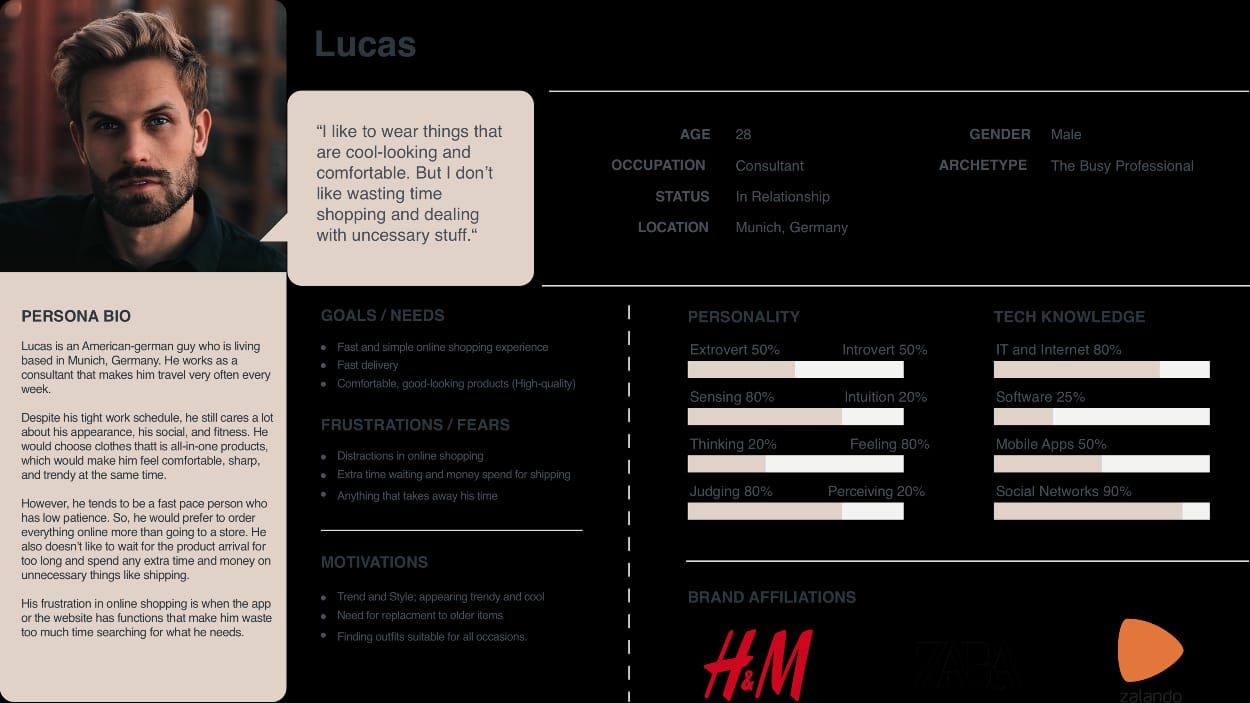 Lucas
“I like to wear things that
are cool-looking and
comfortable. But I don’t
like wasting time
shopping and dealing
with uncessary stuff.“
AGE 28
OCCUPATION Consultant
STATUS In Relationship
LOCATION Munich, Germany
GENDER Male
ARCHETYPE The Busy Professional
PERSONA BIO
Lucas is an American-german guy who is living
based in Munich, Germany. He works as a
consultant that makes him travel very often every
week.
Despite his tight work schedule, he still cares a lot
about his appearance, his social, and fitness. He
would choose clothes thatt is all-in-one products,
which would make him feel comfortable, sharp,
and trendy at the same time.
However, he tends to be a fast pace person who
has low patience. So, he would prefer to order
everything online more than going to a store. He
also doesn’t like to wait for the product arrival for
too long and spend any extra time and money on
unnecessary things like shipping.
His frustration in online shopping is when the app
or the website has functions that make him waste
too much time searching for what he needs.
GOALS / NEEDS
Fast and simple online shopping experience
Fast delivery
Comfortable, good-looking products (High-quality)
FRUSTRATIONS / FEARS
Distractions in online shopping
Extra time waiting and money spend for shipping
Anything that takes away his time
MOTIVATIONS
Trend and Style; appearing trendy and cool
Need for replacment to older items
Finding outfits suitable for all occasions.
PERSONALITY
Extrovert 50% Introvert 50%
Sensing 80% Intuition 20%
Thinking 20% Feeling 80%
Judging 80% Perceiving 20%
TECH KNOWLEDGE
IT and Internet 80%
Software 25%
Mobile Apps 50%
Social Networks 90%
BRAND AFFILIATIONS
H&M
ZARA
zalando